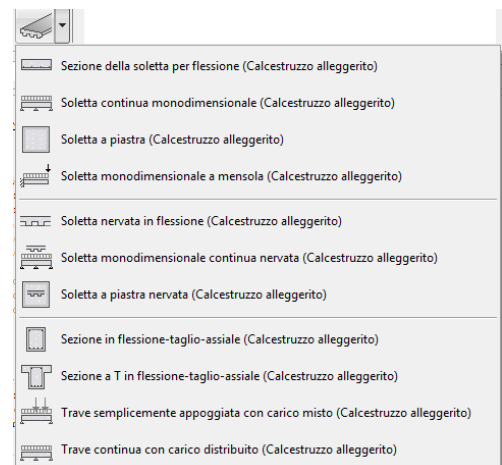 Sezione della soletta per flessione (Calcestruzzo alleggerito)
Soletta continua monodimensionale (Calcestruzzo alleggerito)
Soletta a piastra (Calcestruzzo alleggerito)
Soletta monodimensionale a mensola (Calcestruzzo alleggerito)
Soletta nervata in flessione (Calcestruzzo alleggerito)
Soletta monodimensionale continua nervata (Calcestruzzo alleggerito)
Soletta a piastra nervata (Calcestruzzo alleggerito)
Sezione in flessione-taglio-assiale (Calcestruzzo alleggerito)
Sezione a T in flessione-taglio-assiale (Calcestruzzo alleggerito)
Trave semplicemente appoggiata con carico misto (Calcestruzzo alleggerito)
Trave continua con carico distribuito (Calcestruzzo alleggerito)